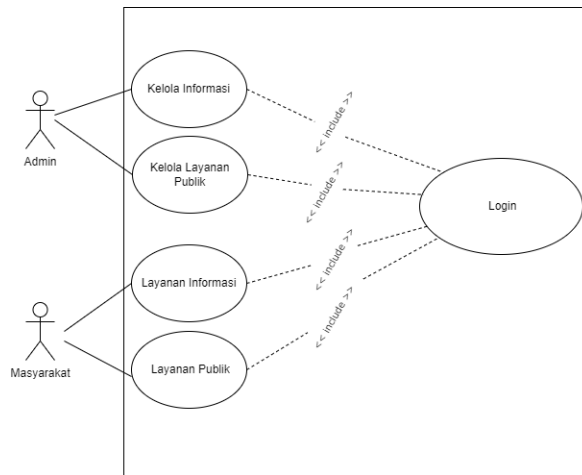 Kelola Informasi
<< include >>
Admin
Kelola Layanan
Publik
<< include >>
Login
Layanan Informasi
<< include >>
Masyarakat
Layanan Publik
<< include >>